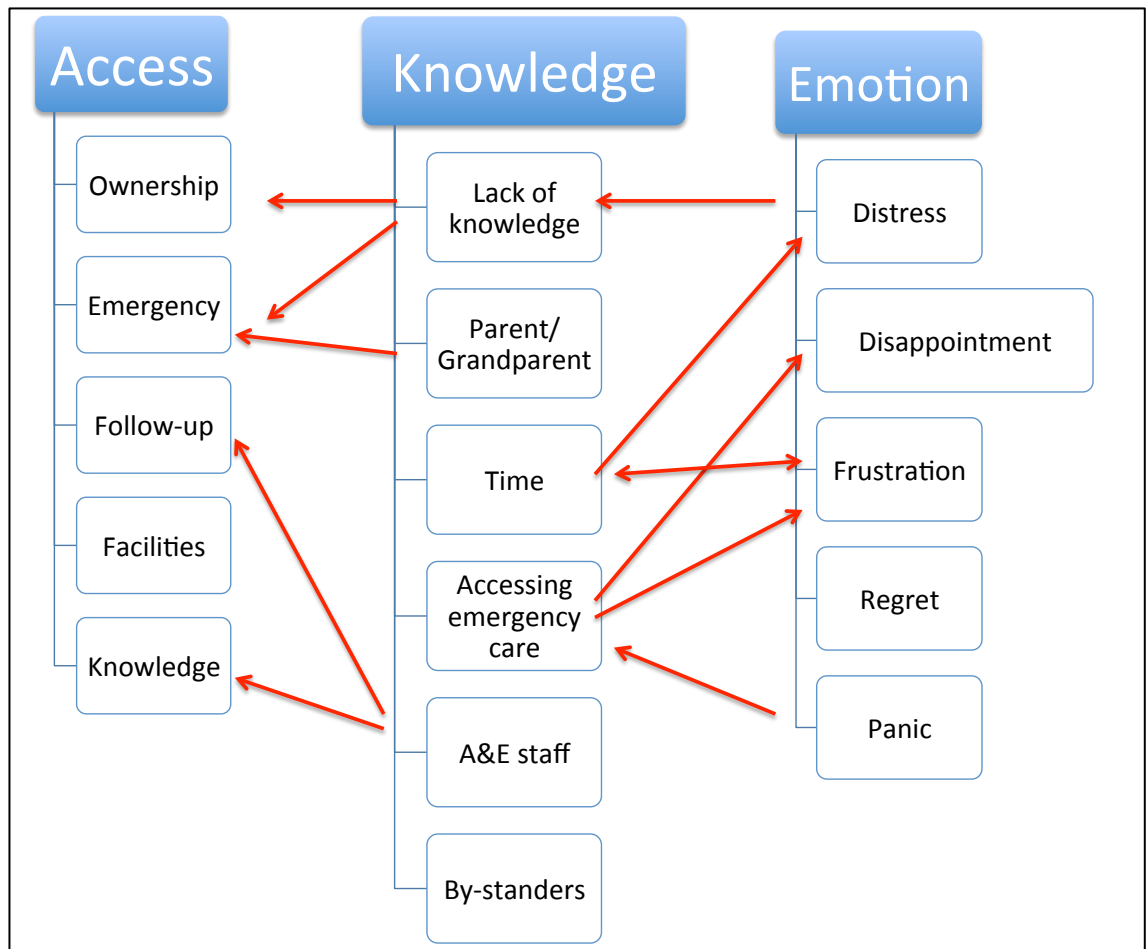 Access
Ownership
Emergency
Follow-up
Facilities
Knowledge
Knowledge
Lack of
knowledge
Parent/
Grandparent
Time
Accessing
emergency
care
A&E staff
By-standers
Emotion
Distress
Disappointment
Frustration
Regret
Panic